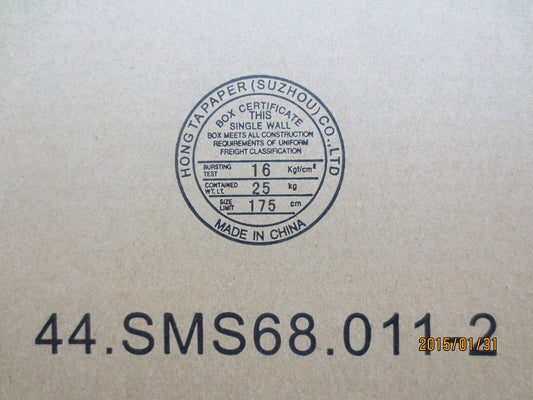 HONG TA PAPER (SUZHOU) CO.,LTD
BOX CERTIFICATE
THIS
SINGLE WALL
BOX MEETS ALL CONSTRUCTION
REQUIREMENTS OF UNIFORM
FREIGHT CLASSIFICATION
BURSTING TEST 16 Kgf/cm²
CONTAINED WT. LT. 25 kg
SIZE LIMIT 175 cm
MADE IN CHINA
44.SMS68.011-2
2015/01/31